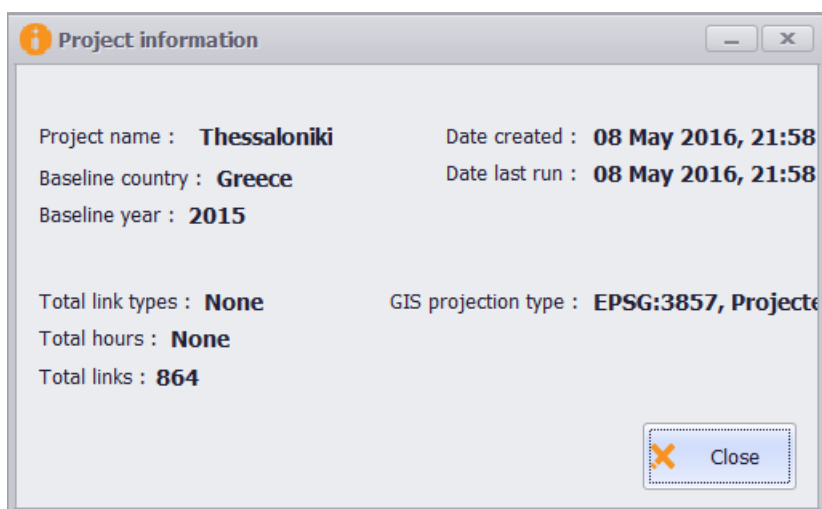 Project information
Project name : Thessaloniki
Date created : 08 May 2016, 21:58
Baseline country : Greece
Date last run : 08 May 2016, 21:58
Baseline year : 2015
Total link types : None
GIS projection type : EPSG:3857, Projecte
Total hours : None
Total links : 864
Close